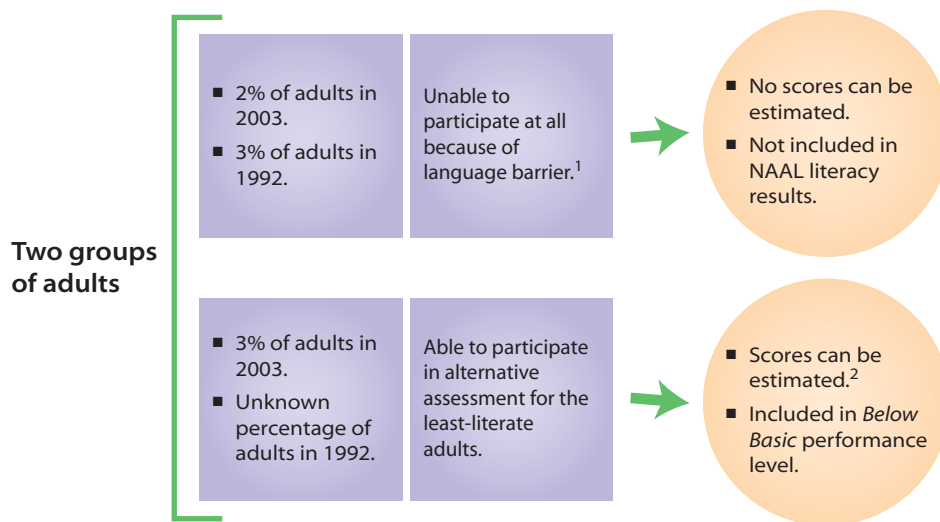 Two groups
of adults
■ 2% of adults in
2003.
■ 3% of adults in
1992.
Unable to
participate at all
because of
language barrier.¹
■ No scores can be
estimated.
■ Not included in
NAAL literacy
results.
■ 3% of adults in
2003.
■ Unknown
percentage of
adults in 1992.
Able to participate
in alternative
assessment for the
least-literate
adults.
■ Scores can be
estimated.²
■ Included in Below
Basic performance
level.